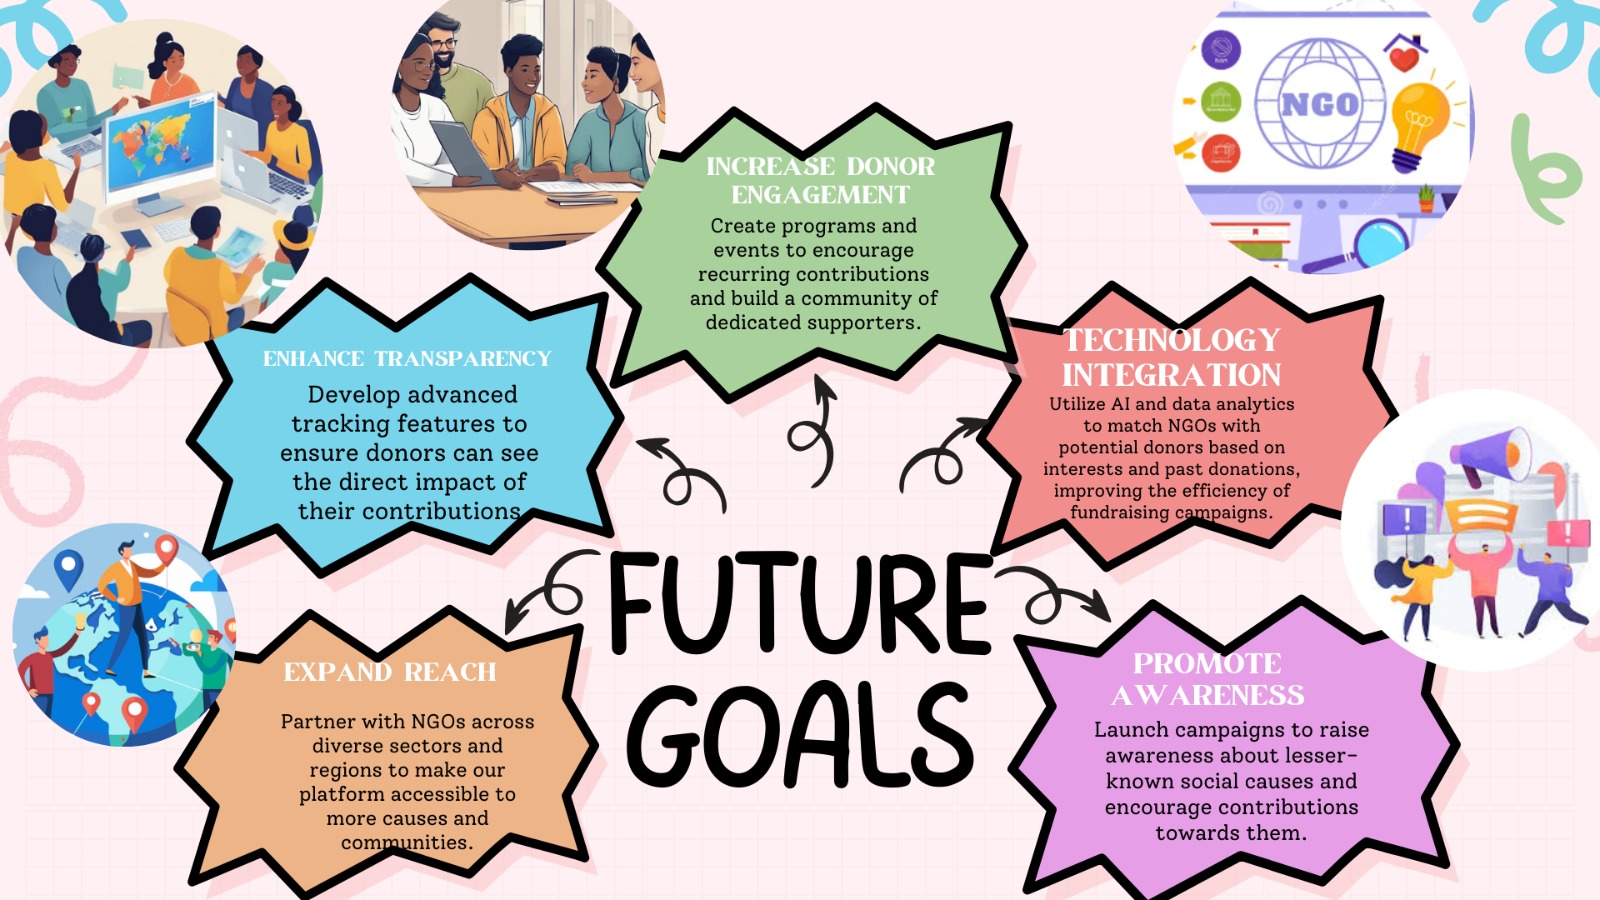 NGO
INCREASE DONOR
ENGAGEMENT
Create programs and
events to encourage
recurring contributions
and build a community of
dedicated supporters.
ENHANCE TRANSPARENCY
Develop advanced
tracking features to
ensure donors can see
the direct impact of
their contributions
TECHNOLOGY
INTEGRATION
Utilize AI and data analytics
to match NGOs with
potential donors based on
interests and past donations,
improving the efficiency of
fundraising campaigns.
FUTURE
GOALS
EXPAND REACH
Partner with NGOs across
diverse sectors and
regions to make our
platform accessible to
more causes and
communities.
PROMOTE
AWARENESS
Launch campaigns to raise
awareness about lesser-
known social causes and
encourage contributions
towards them.